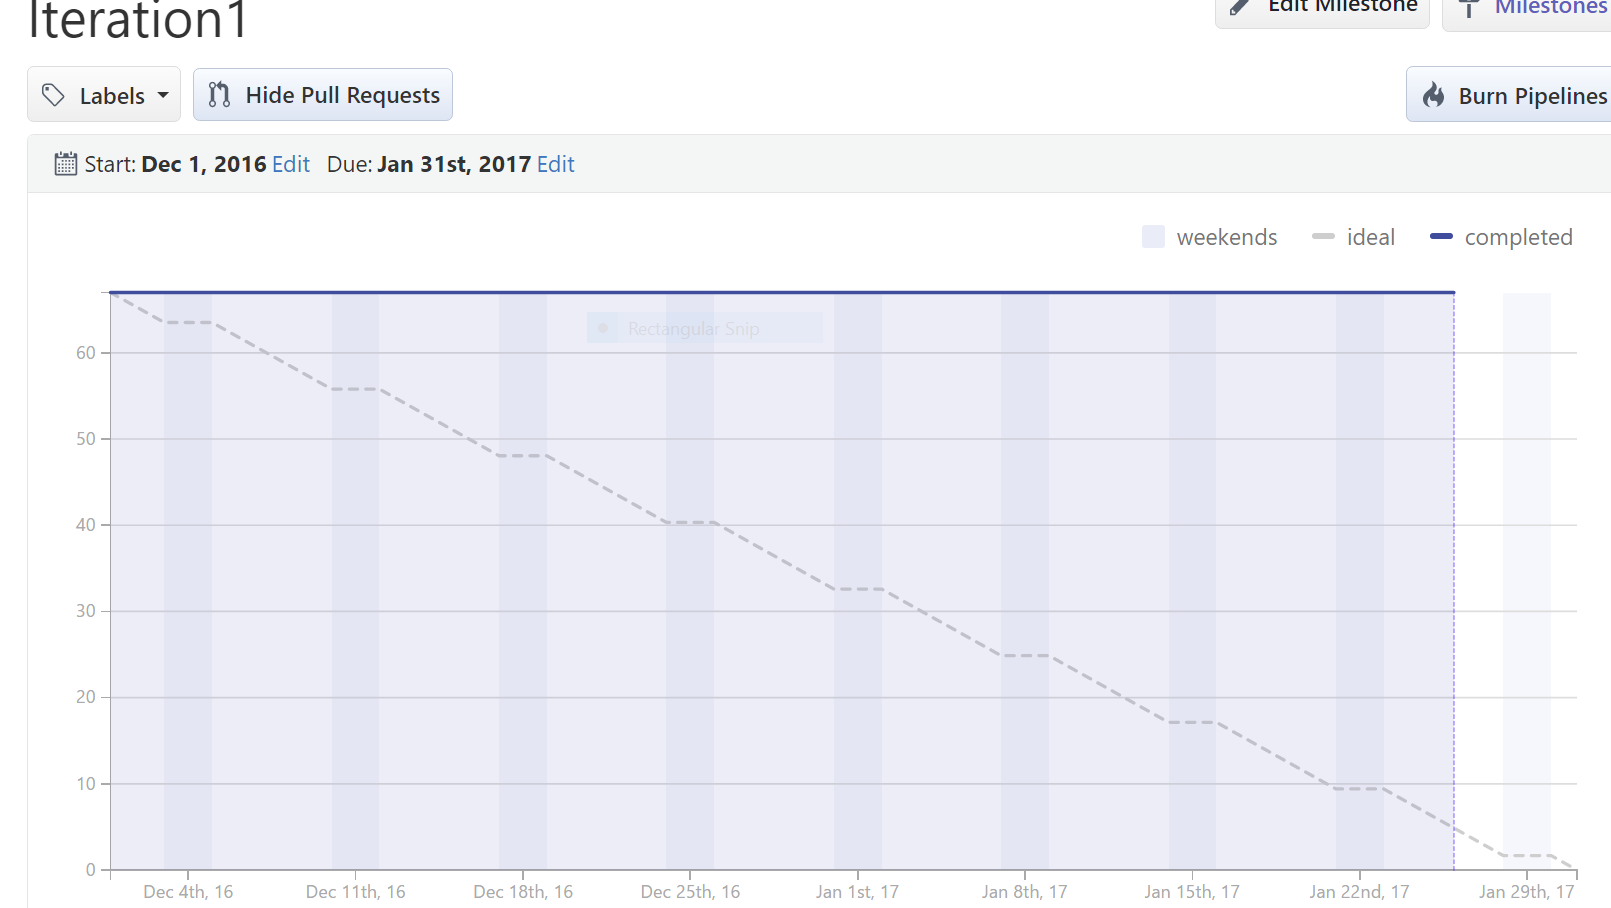 Iteration1
Edit Milestone
Milestones
Labels
Hide Pull Requests
Burn Pipelines
Start: Dec 1, 2016 Edit Due: Jan 31st, 2017 Edit
weekends ideal completed
Rectangular Snip
60
50
40
30
20
10
0
Dec 4th, 16 Dec 11th, 16 Dec 18th, 16 Dec 25th, 16 Jan 1st, 17 Jan 8th, 17 Jan 15th, 17 Jan 22nd, 17 Jan 29th, 17